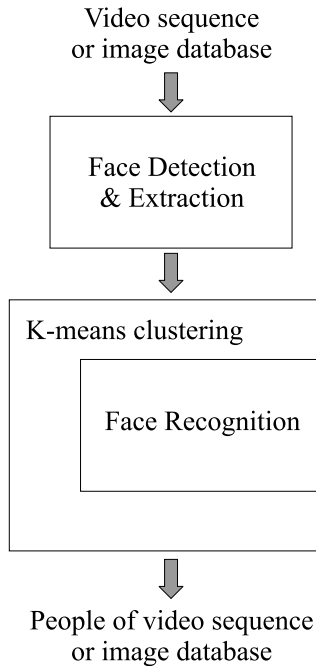 Video sequence
or image database
Face Detection
& Extraction
K-means clustering
Face Recognition
People of video sequence
or image database